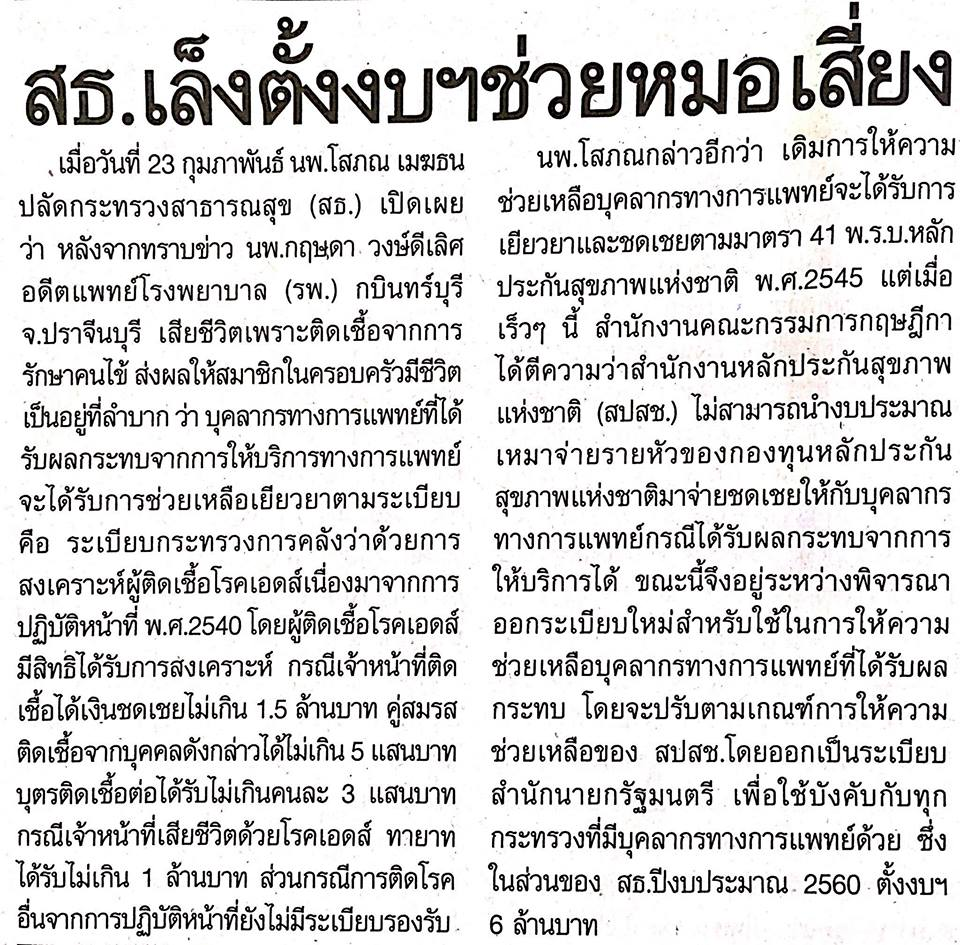 สธ.เล็งตั้งงบฯช่วยหมอเสี่ยง
เมื่อวันที่ 23 กุมภาพันธ์ นพ.โสภณ เมฆธน
ปลัดกระทรวงสาธารณสุข (สธ.) เปิดเผย
ว่า หลังจากทราบข่าว นพ.กฤษดา วงษ์ดีเลิศ
อดีตแพทย์โรงพยาบาล (รพ.) กบินทร์บุรี
จ.ปราจีนบุรี เสียชีวิตเพราะติดเชื้อจากการ
รักษาคนไข้ ส่งผลให้สมาชิกในครอบครัวมีชีวิต
เป็นอยู่ที่ลำบาก ว่า บุคลากรทางการแพทย์ที่ได้
รับผลกระทบจากการให้บริการทางการแพทย์
จะได้รับการช่วยเหลือเยียวยาตามระเบียบ
คือ ระเบียบกระทรวงการคลังว่าด้วยการ
สงเคราะห์ผู้ติดเชื้อโรคเอดส์เนื่องมาจากการ
ปฏิบัติหน้าที่ พ.ศ.2540 โดยผู้ติดเชื้อโรคเอดส์
มีสิทธิได้รับการสงเคราะห์ กรณีเจ้าหน้าที่ติด
เชื้อได้เงินชดเชยไม่เกิน 1.5 ล้านบาท คู่สมรส
ติดเชื้อจากบุคคลดังกล่าวได้ไม่เกิน 5 แสนบาท
บุตรติดเชื้อต่อได้รับไม่เกินคนละ 3 แสนบาท
กรณีเจ้าหน้าที่เสียชีวิตด้วยโรคเอดส์ ทายาท
ได้รับไม่เกิน 1 ล้านบาท ส่วนกรณีการติดโรค
อื่นจากการปฏิบัติหน้าที่ยังไม่มีระเบียบรองรับ
นพ.โสภณกล่าวอีกว่า เดิมการให้ความ
ช่วยเหลือบุคลากรทางการแพทย์จะได้รับการ
เยียวยาและชดเชยตามมาตรา 41 พ.ร.บ.หลัก
ประกันสุขภาพแห่งชาติ พ.ศ.2545 แต่เมื่อ
เร็วๆ นี้ สำนักงานคณะกรรมการกฤษฎีกา
ได้ตีความว่าสำนักงานหลักประกันสุขภาพ
แห่งชาติ (สปสช.) ไม่สามารถนำงบประมาณ
เหมาจ่ายรายหัวของกองทุนหลักประกัน
สุขภาพแห่งชาติมาจ่ายชดเชยให้กับบุคลากร
ทางการแพทย์กรณีได้รับผลกระทบจากการ
ให้บริการได้ ขณะนี้จึงอยู่ระหว่างพิจารณา
ออกระเบียบใหม่สำหรับใช้ในการให้ความ
ช่วยเหลือบุคลากรทางการแพทย์ที่ได้รับผล
กระทบ โดยจะปรับตามเกณฑ์การให้ความ
ช่วยเหลือของ สปสช.โดยออกเป็นระเบียบ
สำนักนายกรัฐมนตรี เพื่อใช้บังคับกับทุก
กระทรวงที่มีบุคลากรทางการแพทย์ด้วย ซึ่ง
ในส่วนของ สธ.ปีงบประมาณ 2560 ตั้งงบฯ
6 ล้านบาท